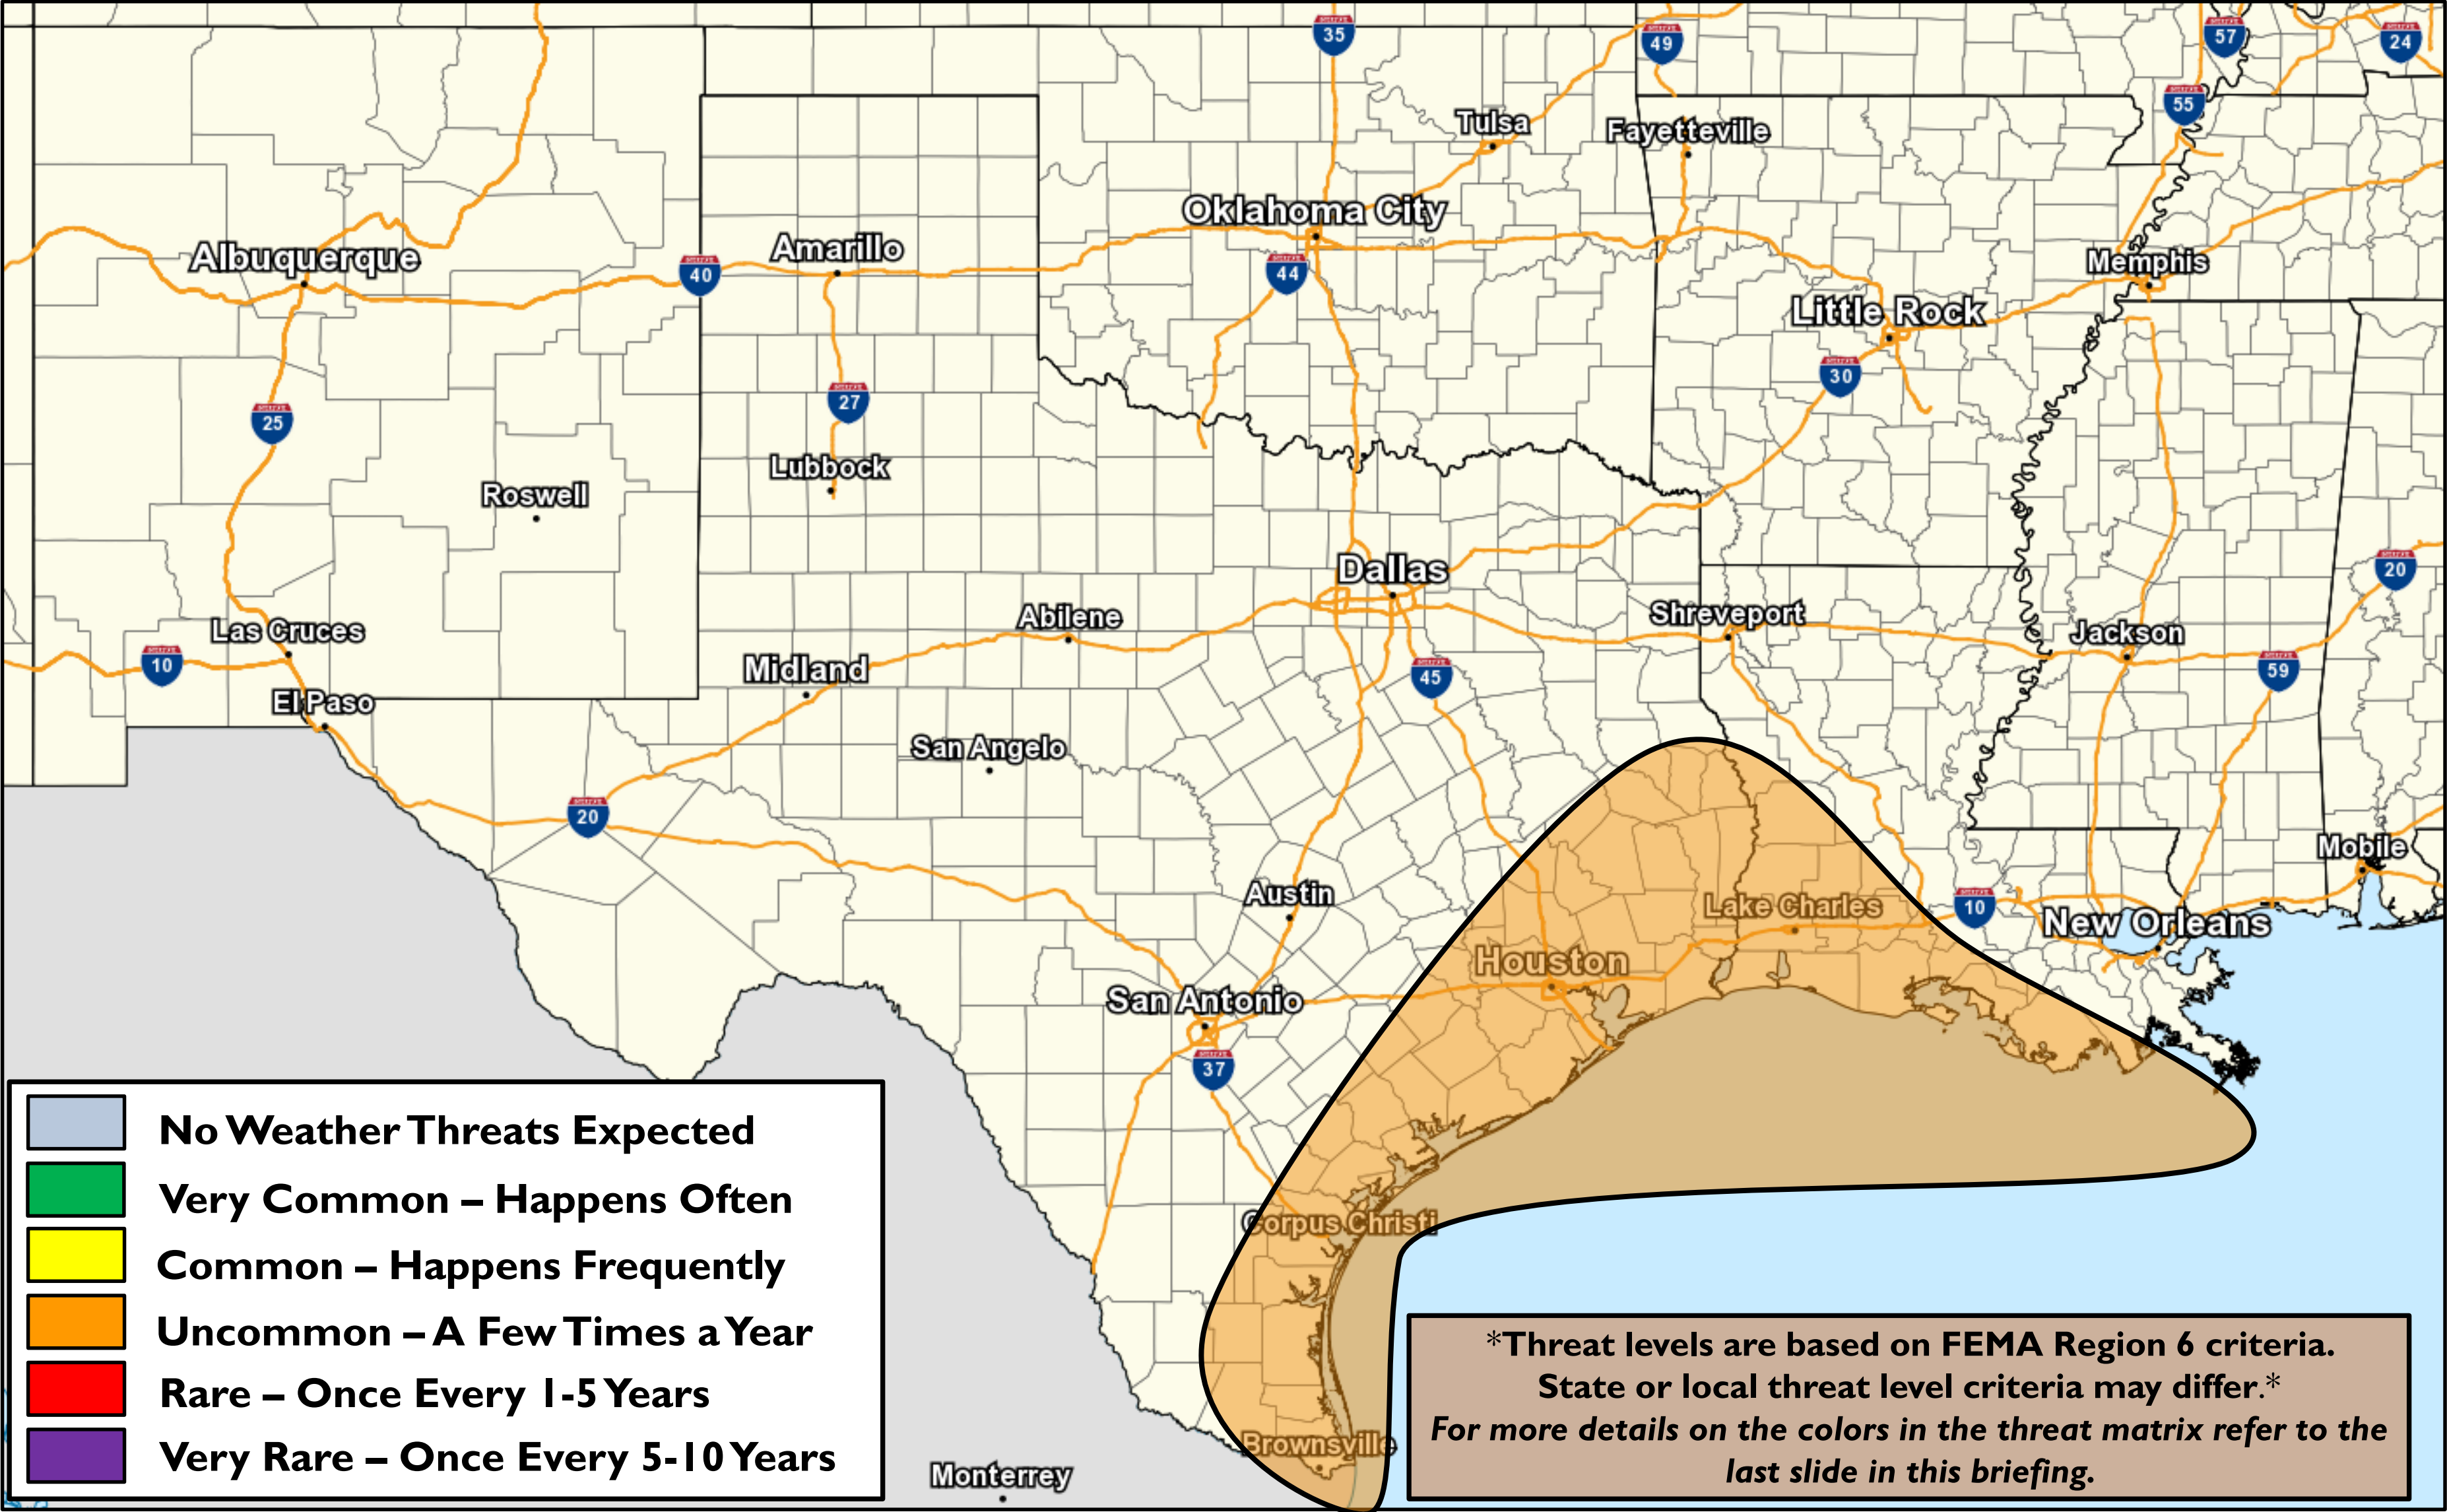 35
49
57
24
55
Tulsa
Fayetteville
Oklahoma City
Albuquerque
Amarillo
40
44
Memphis
Little Rock
30
25
27
Lubbock
Roswell
Dallas
20
Las Cruces
Abilene
Shreveport
Jackson
10
Midland
45
59
El Paso
San Angelo
20
Mobile
Austin
Lake Charles
10
New Orleans
Houston
San Antonio
37
Corpus Christi
Brownsville
Monterrey
No Weather Threats Expected
Very Common – Happens Often
Common – Happens Frequently
Uncommon – A Few Times a Year
Rare – Once Every 1-5 Years
Very Rare – Once Every 5-10 Years
*Threat levels are based on FEMA Region 6 criteria.
State or local threat level criteria may differ.*
For more details on the colors in the threat matrix refer to the
last slide in this briefing.